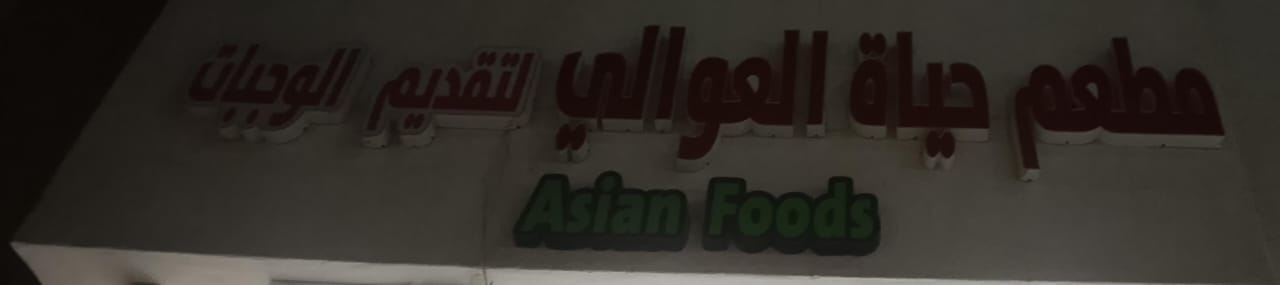 مطعم حياة العوالي لتقديم الوجبات
Asian Foods